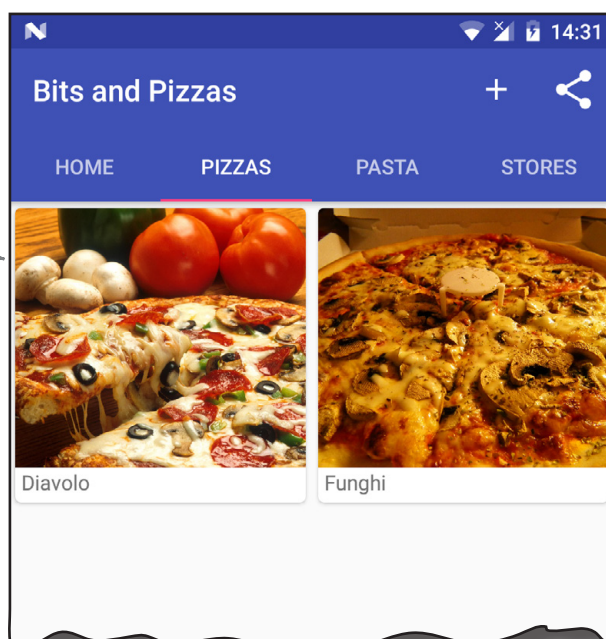 14:31
Bits and Pizzas
HOME PIZZAS PASTA STORES
Diavolo
Funghi